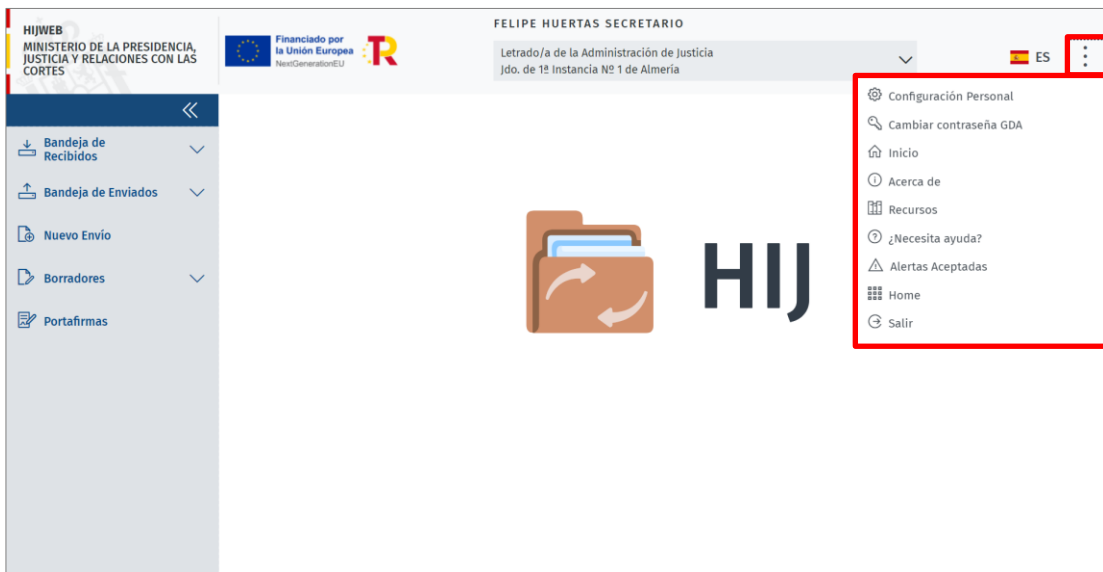 HIJWEB
MINISTERIO DE LA PRESIDENCIA,
JUSTICIA Y RELACIONES CON LAS
CORTES
Financiado por
la Unión Europea
NextGenerationEU
FELIPE HUERTAS SECRETARIO
Letrado/a de la Administración de Justicia
Jdo. de 1ª Instancia Nº 1 de Almería
ES
Bandeja de
Recibidos
Bandeja de Enviados
Nuevo Envío
Borradores
Portafirmas
HIJ
Configuración Personal
Cambiar contraseña GDA
Inicio
Acerca de
Recursos
¿Necesita ayuda?
Alertas Aceptadas
Home
Salir